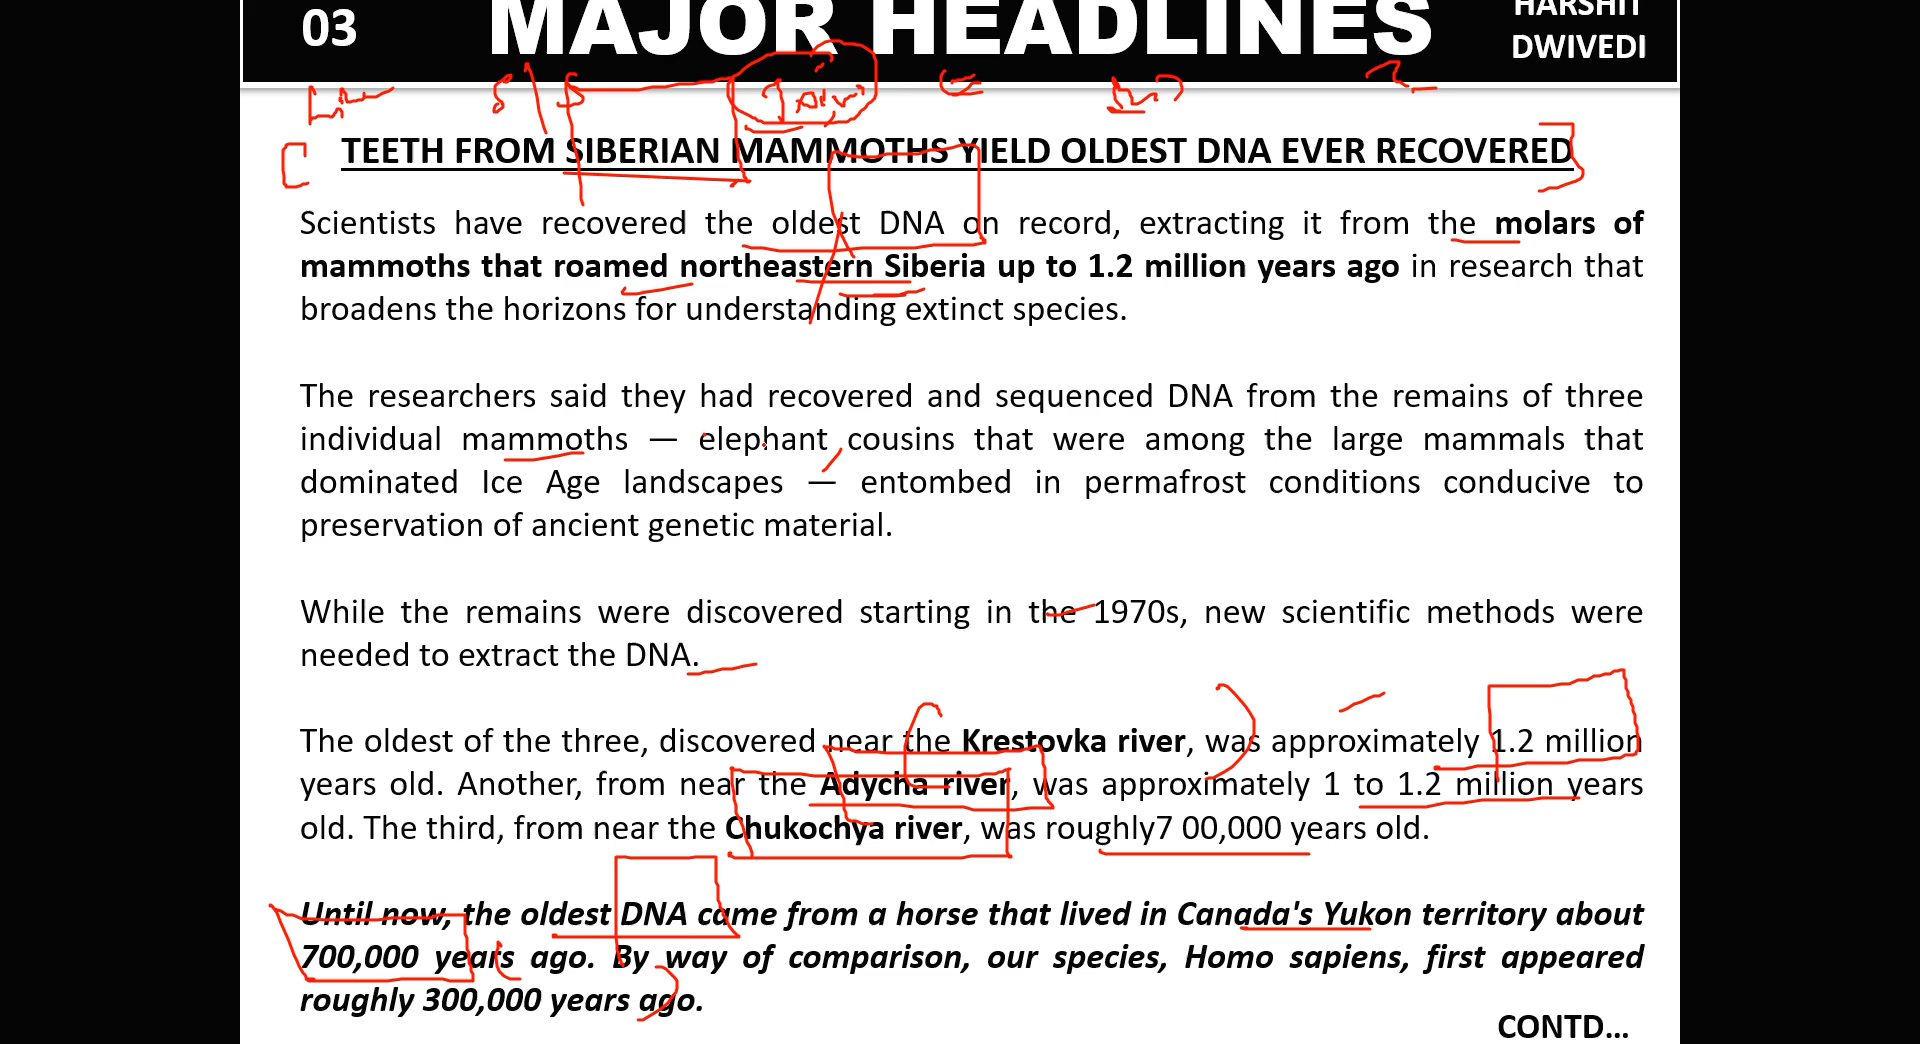 03
MAJOR HEADLINES
HARSHIT
DWIVEDI
TEETH FROM SIBERIAN MAMMOTHS YIELD OLDEST DNA EVER RECOVERED
Scientists have recovered the oldest DNA on record, extracting it from the molars of
mammoths that roamed northeastern Siberia up to 1.2 million years ago in research that
broadens the horizons for understanding extinct species.
The researchers said they had recovered and sequenced DNA from the remains of three
individual mammoths — elephant cousins that were among the large mammals that
dominated Ice Age landscapes — entombed in permafrost conditions conducive to
preservation of ancient genetic material.
While the remains were discovered starting in the 1970s, new scientific methods were
needed to extract the DNA.
The oldest of the three, discovered near the Krestovka river, was approximately 1.2 million
years old. Another, from near the Adycha river, was approximately 1 to 1.2 million years
old. The third, from near the Chukochya river, was roughly7 00,000 years old.
Until now, the oldest DNA came from a horse that lived in Canada's Yukon territory about
700,000 years ago. By way of comparison, our species, Homo sapiens, first appeared
roughly 300,000 years ago.
CONTD...